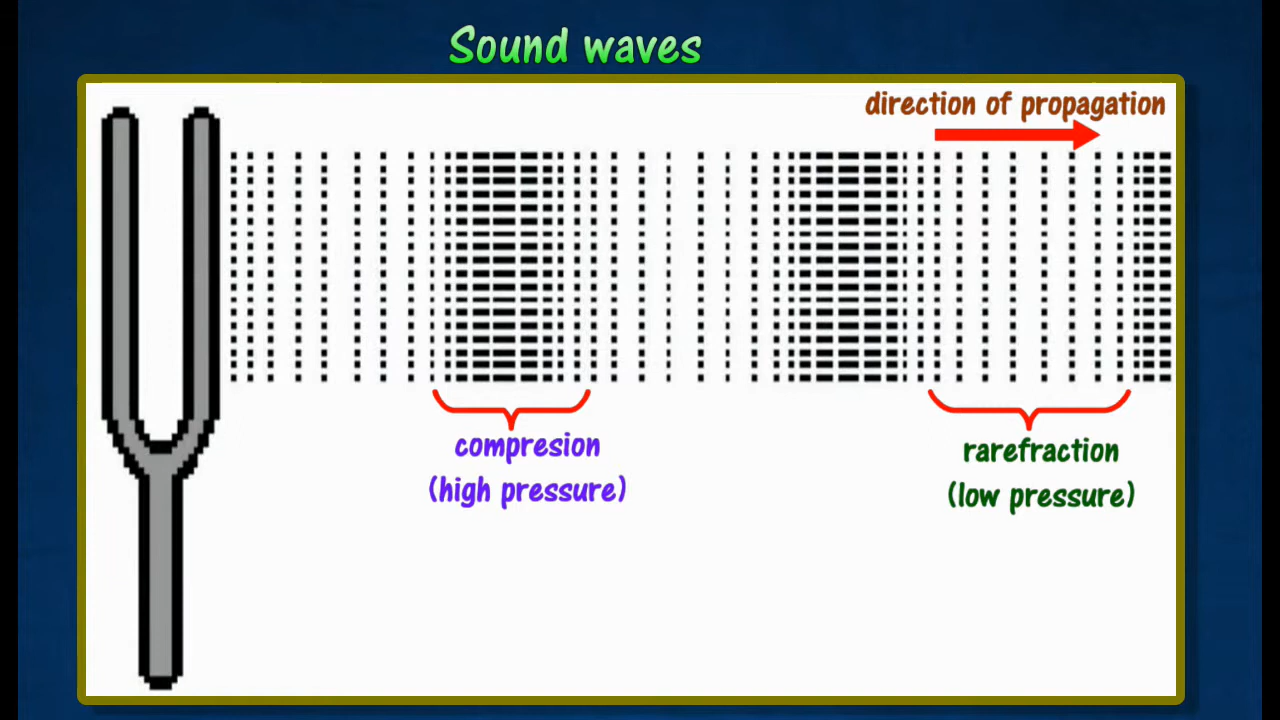 Sound waves
direction of propagation
compresion
(high pressure)
rarefraction
(low pressure)